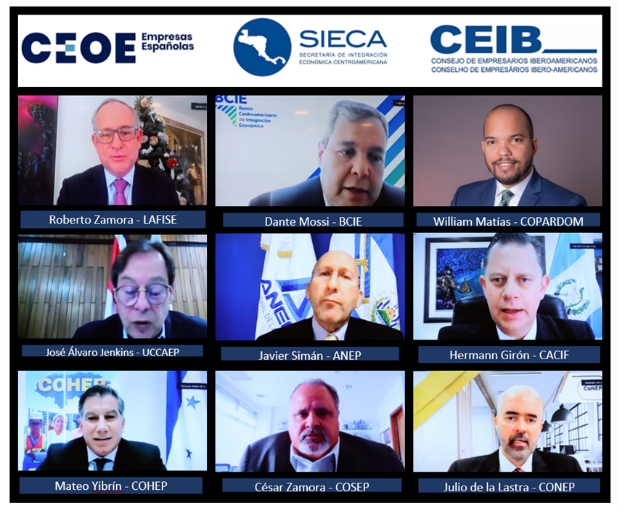 CEOE Empresas
Españolas
SIECA
SECRETARÍA DE INTEGRACIÓN
ECONÓMICA CENTROAMERICANA
CEIB
CONSEJO DE EMPRESARIOS IBEROAMERICANOS
CONSELHO DE EMPRESÁRIOS IBERO-AMERICANOS
BCIE
Banco
Centroamericano
de Integración
Económica
Roberto Zamora - LAFISE
Dante Mossi - BCIE
William Matías - COPARDOM
ANEP
José Álvaro Jenkins - UCCAEP
Javier Simán - ANEP
Hermann Girón - CACIF
COHEP
CONEP
Mateo Yibrín - COHEP
César Zamora - COSEP
Julio de la Lastra - CONEP